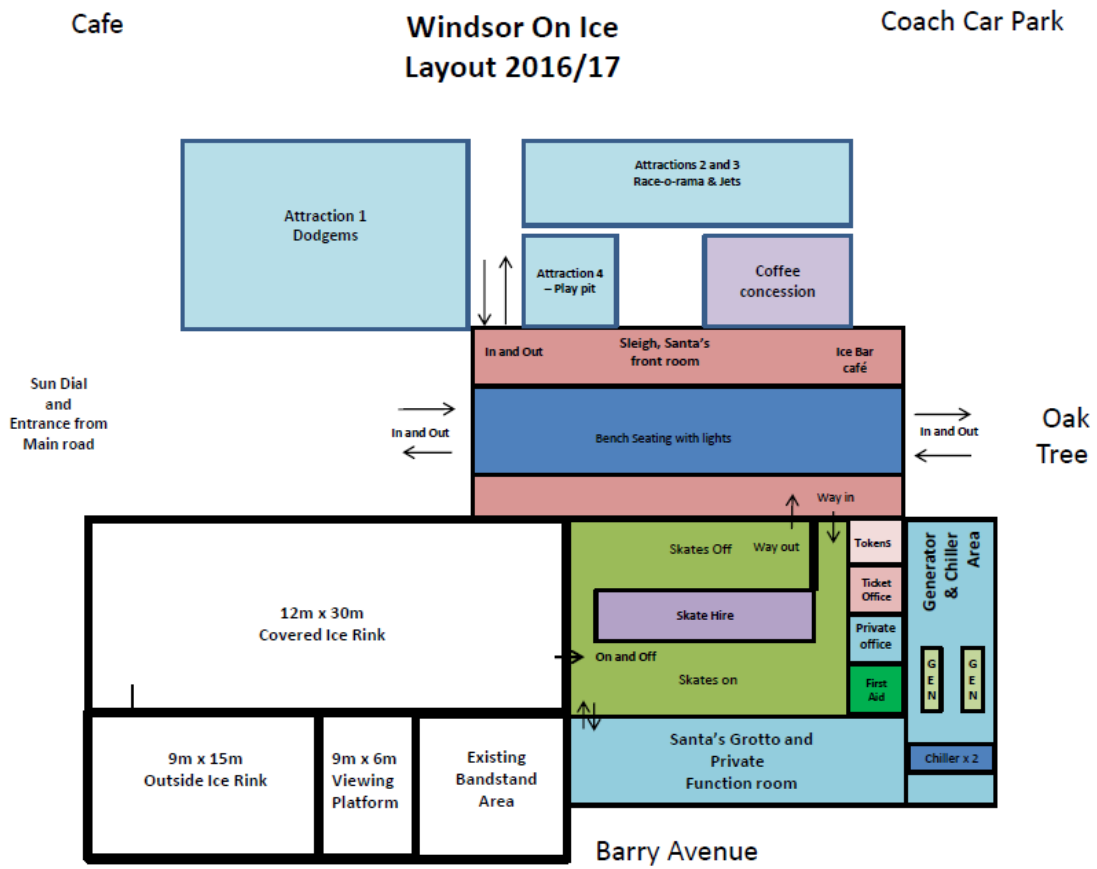 Cafe
Windsor On Ice
Layout 2016/17
Coach Car Park
Attraction 1
Dodgems
Attractions 2 and 3
Race-o-rama & Jets
Attraction 4
– Play pit
Coffee
concession
In and Out
Sleigh, Santa's
front room
Ice Bar
café
Sun Dial
and
Entrance from
Main road
In and Out
Bench Seating with lights
In and Out
Oak
Tree
Way in
Skates Off
Way out
Tokens
Ticket
Office
Private
office
First
Aid
Generator
& Chiller
Area
12m x 30m
Covered Ice Rink
Skate Hire
On and Off
Skates on
G
E
N
G
E
N
9m x 15m
Outside Ice Rink
9m x 6m
Viewing
Platform
Existing
Bandstand
Area
Santa's Grotto and
Private
Function room
Chiller x 2
Barry Avenue